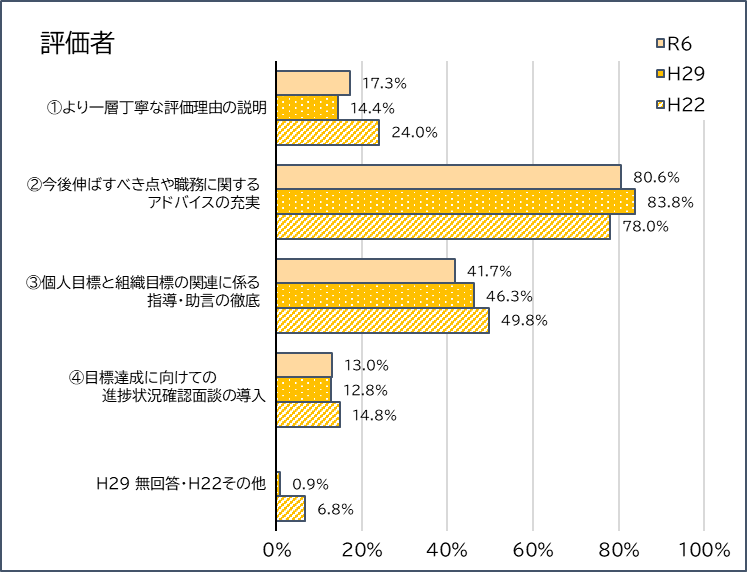 評価者
R6
H29
H22
①より一層丁寧な評価理由の説明
17.3%
14.4%
24.0%
②今後伸ばすべき点や職務に関する
アドバイスの充実
80.6%
83.8%
78.0%
③個人目標と組織目標の関連に係る
指導・助言の徹底
41.7%
46.3%
49.8%
④目標達成に向けての
進捗状況確認面談の導入
13.0%
12.8%
14.8%
H29 無回答・H22その他
0.9%
6.8%
0% 20% 40% 60% 80% 100%